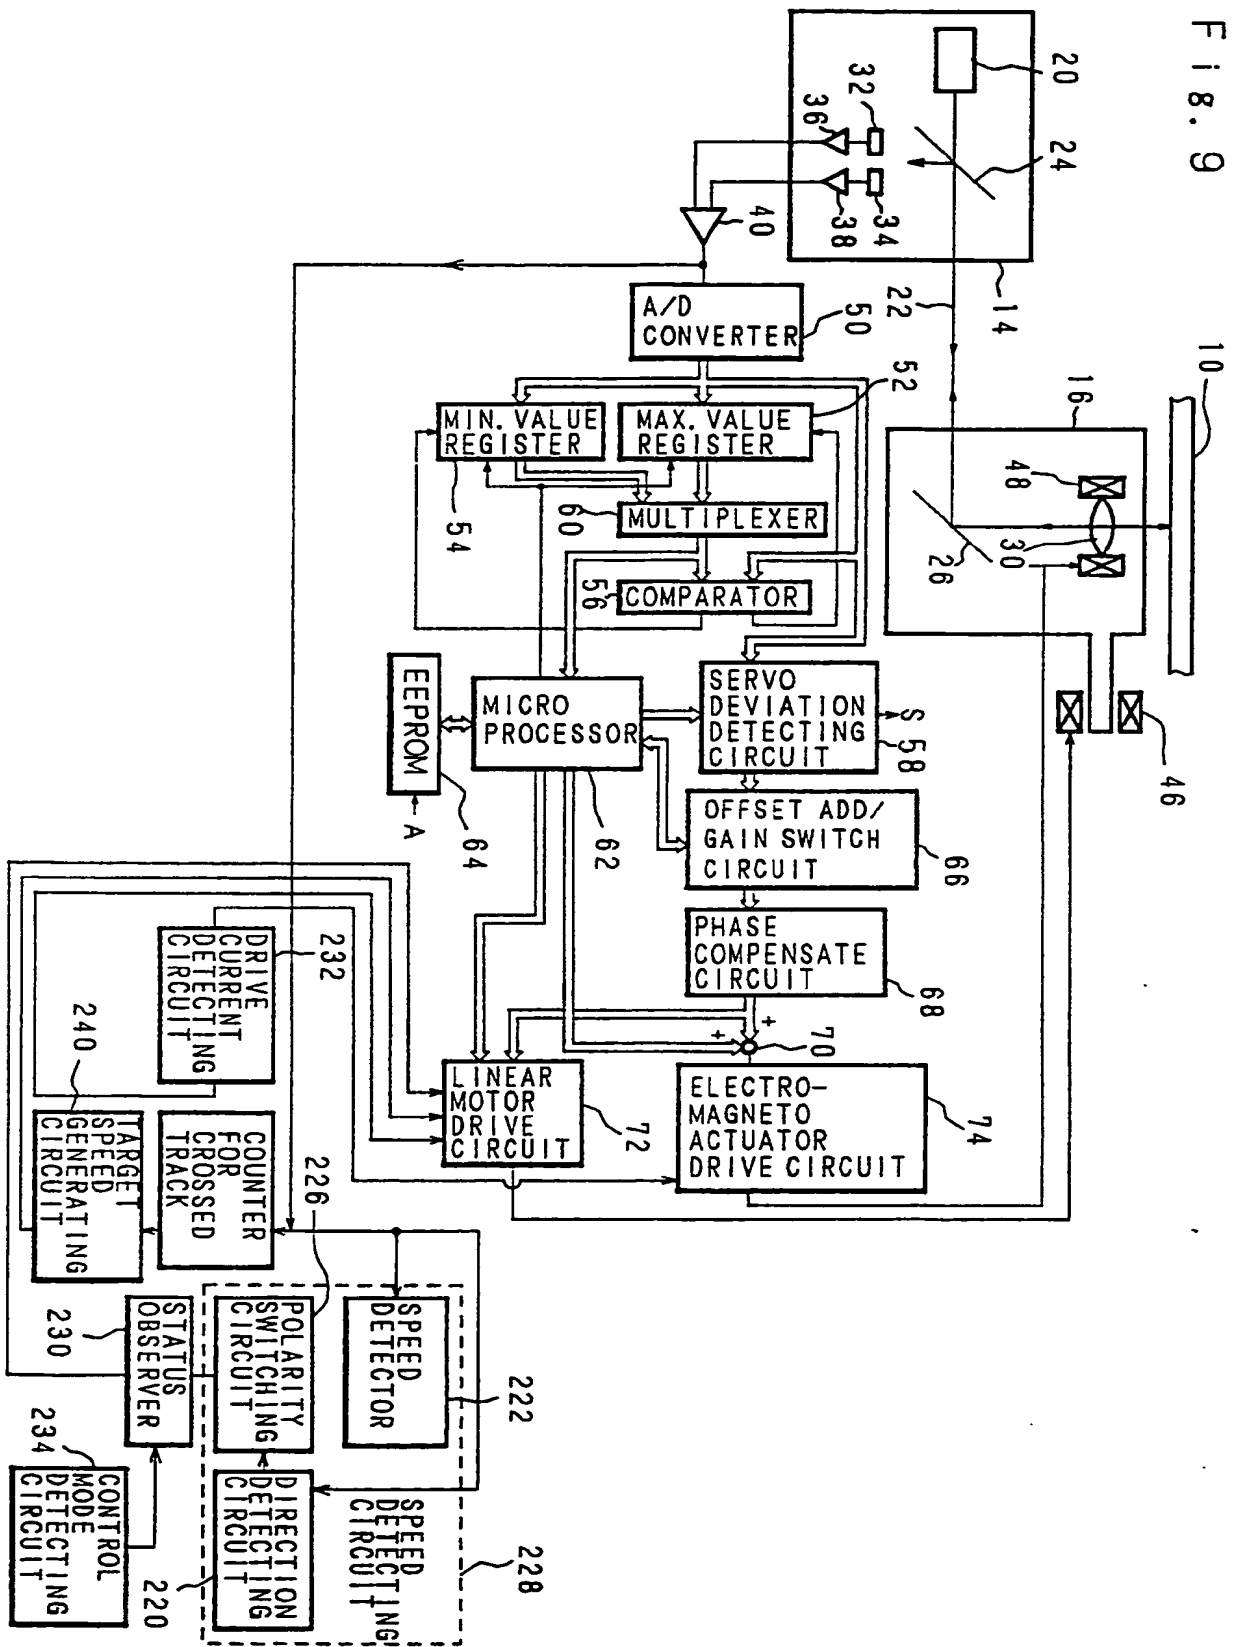 Fig. 9
20
24
32
34
36
38
40
14
22
10
16
48
30
26
46
A/D
CONVERTER
50
52
MAX. VALUE
REGISTER
MIN. VALUE
REGISTER
54
MULTIPLEXER
60
COMPARATOR
56
SERVO
DEVIATION
DETECTING
CIRCUIT
S
58
MICRO
PROCESSOR
62
EEPROM
A
64
OFFSET ADD/
GAIN SWITCH
CIRCUIT
66
PHASE
COMPENSATE
CIRCUIT
68
+
+
70
ELECTRO-
MAGNETO
ACTUATOR
DRIVE CIRCUIT
74
LINEAR
MOTOR
DRIVE
CIRCUIT
72
DRIVE
CURRENT
DETECTING
CIRCUIT
232
COUNTER
FOR
CROSSED
TRACK
TARGET
SPEED
GENERATING
CIRCUIT
240
SPEED
DETECTOR
222
POLARITY
SWITCHING
CIRCUIT
226
DIRECTION
DETECTING
CIRCUIT
220
SPEED
DETECTING
CIRCUIT
228
STATUS
OBSERVER
230
CONTROL
MODE
DETECTING
CIRCUIT
234